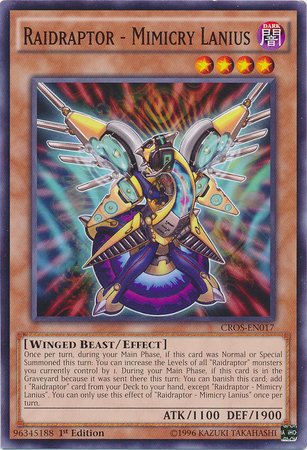 Raidraptor - Mimicry Lanius
DARK
闇
CROS-EN017
[Winged Beast/Effect]
Once per turn, during your Main Phase, if this card was Normal or Special
Summoned this turn: You can increase the Levels of all "Raidraptor" monsters
you currently control by 1. During your Main Phase, if this card is in the
Graveyard because it was sent there this turn: You can banish this card; add
1 "Raidraptor" card from your Deck to your hand, except "Raidraptor - Mimicry
Lanius". You can only use this effect of "Raidraptor - Mimicry Lanius" once per
turn.
ATK/1100 DEF/1900
96345188 1st Edition
©1996 KAZUKI TAKAHASHI